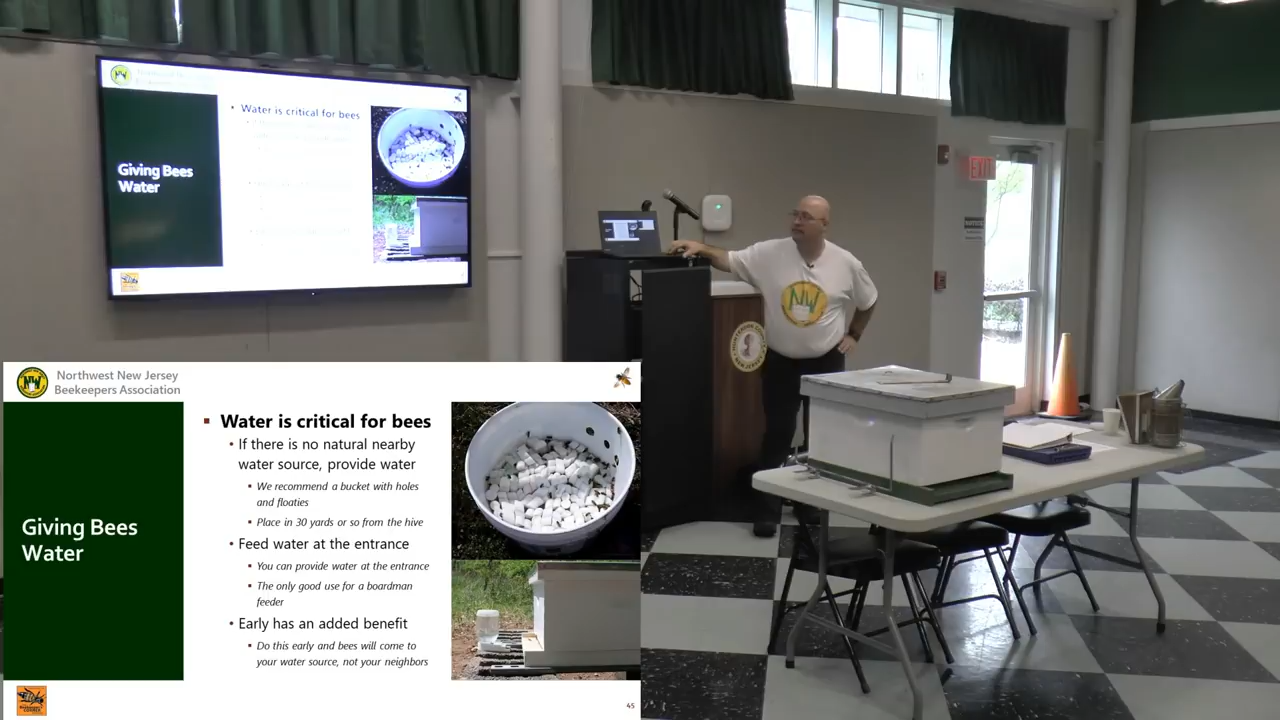 Water is critical for bees
Giving Bees
Water
EXIT
NW
Northwest New Jersey
Beekeepers Association
Water is critical for bees
If there is no natural nearby
water source, provide water
We recommend a bucket with holes
and floaties
Place in 30 yards or so from the hive
Feed water at the entrance
You can provide water at the entrance
The only good use for a boardman
feeder
Early has an added benefit
Do this early and bees will come to
your water source, not your neighbors
Giving Bees
Water
45